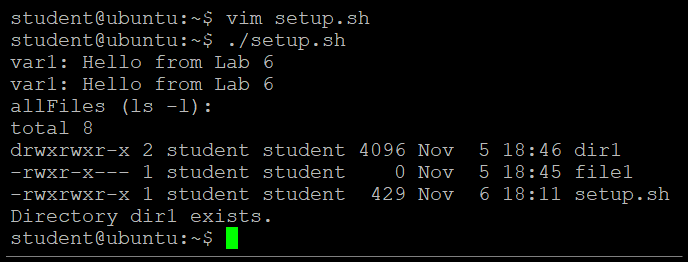 student@ubuntu:~$ vim setup.sh
student@ubuntu:~$ ./setup.sh
var1: Hello from Lab 6
var1: Hello from Lab 6
allFiles (ls -l):
total 8
drwxrwxr-x 2 student student 4096 Nov  5 18:46 dir1
-rwxr-x--- 1 student student    0 Nov  5 18:45 file1
-rwxrwxr-x 1 student student  429 Nov  6 18:11 setup.sh
Directory dir1 exists.
student@ubuntu:~$